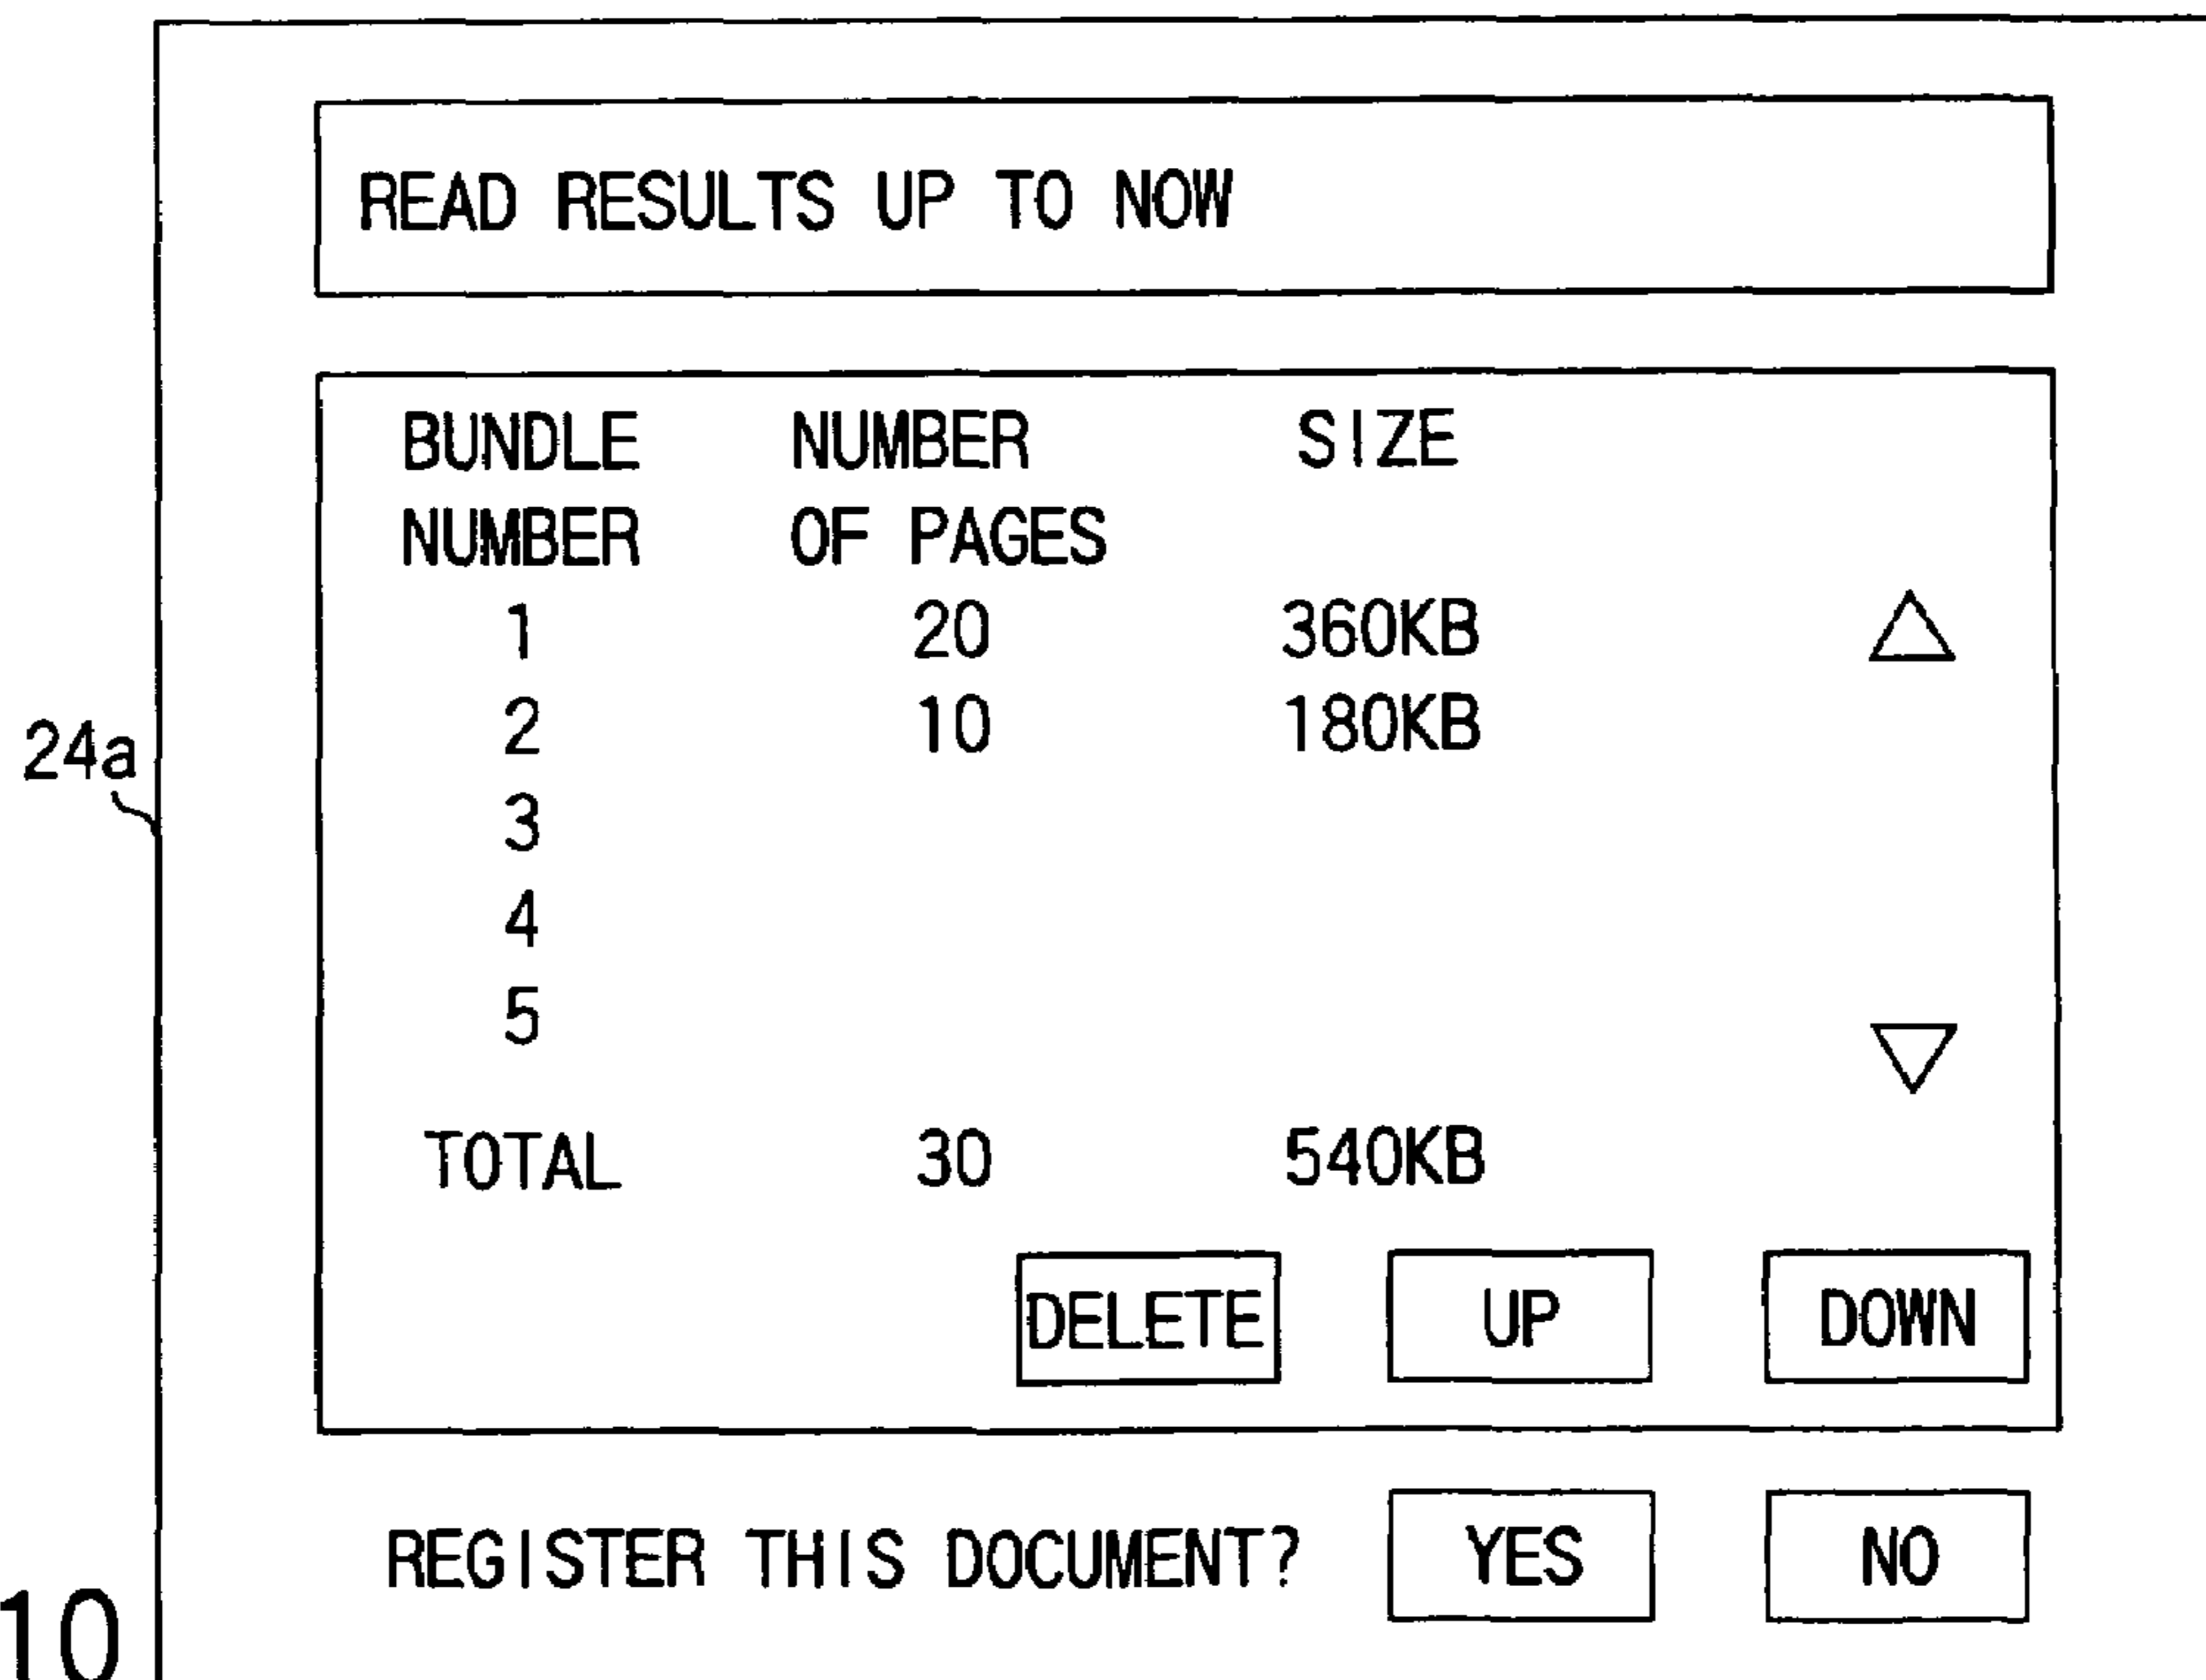 READ RESULTS UP TO NOW
BUNDLE NUMBER SIZE
NUMBER OF PAGES
1 20 360KB
2 10 180KB
24a
3
4
5
TOTAL 30 540KB
DELETE UP DOWN
REGISTER THIS DOCUMENT? YES NO
10